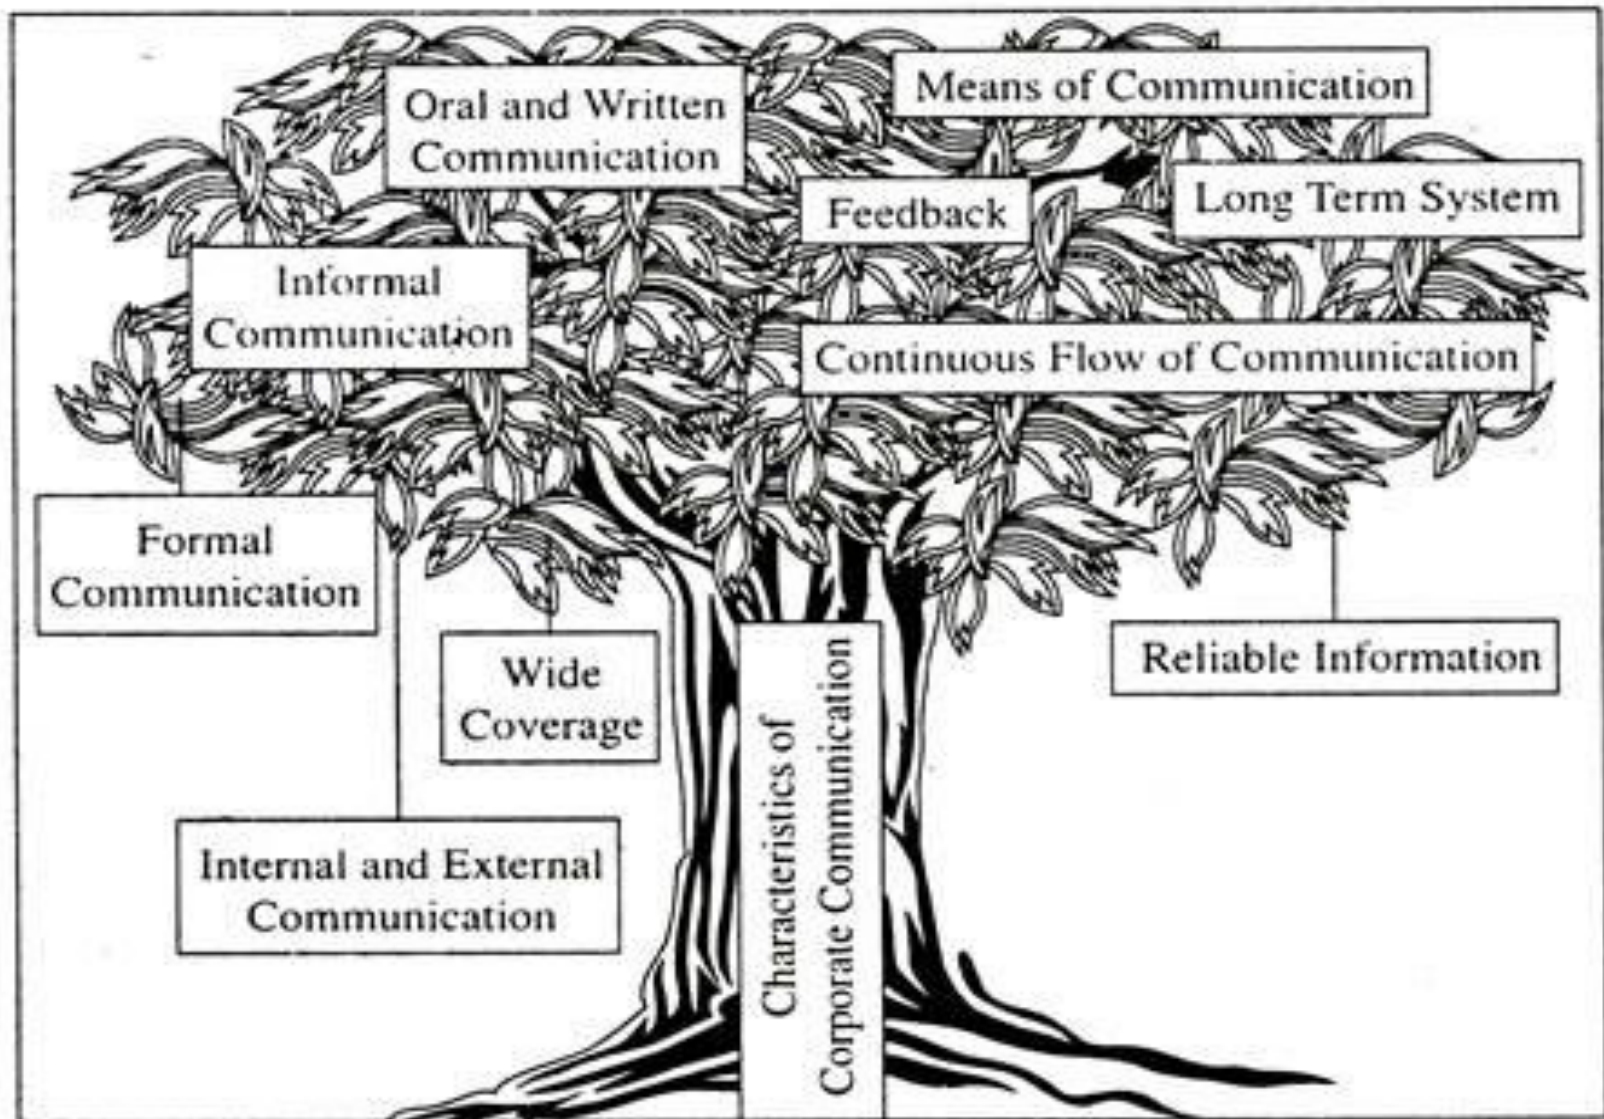 Oral and Written
Communication
Means of Communication
Feedback
Long Term System
Informal
Communication
Continuous Flow of Communication
Formal
Communication
Wide
Coverage
Reliable Information
Internal and External
Communication
Characteristics of
Corporate Communication